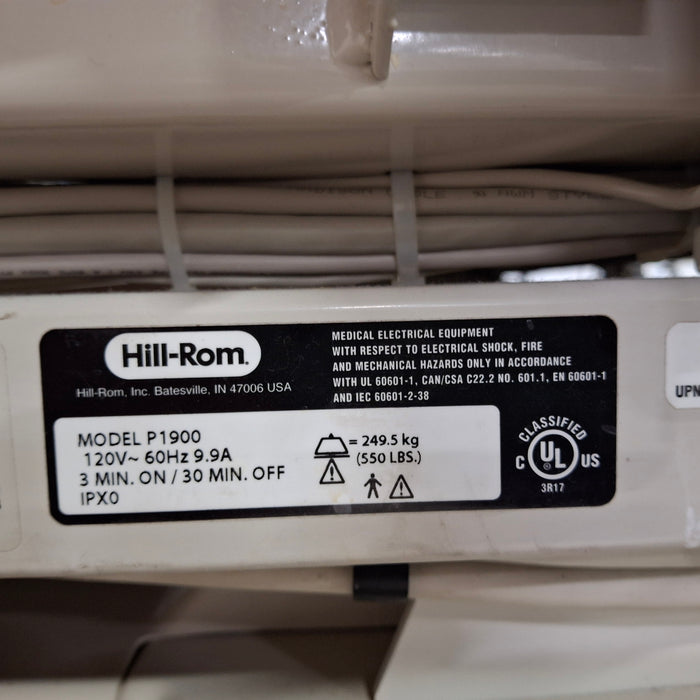 CABLE AWM STYLE
Hill-Rom.
Hill-Rom, Inc. Batesville, IN 47006 USA
MEDICAL ELECTRICAL EQUIPMENT
WITH RESPECT TO ELECTRICAL SHOCK, FIRE
AND MECHANICAL HAZARDS ONLY IN ACCORDANCE
WITH UL 60601-1, CAN/CSA C22.2 NO. 601.1, EN 60601-1
AND IEC 60601-2-38
MODEL P1900
120V~ 60Hz 9.9A
3 MIN. ON / 30 MIN. OFF
IPX0
= 249.5 kg
(550 LBS.)
CLASSIFIED
C UL US
3R17
UPN